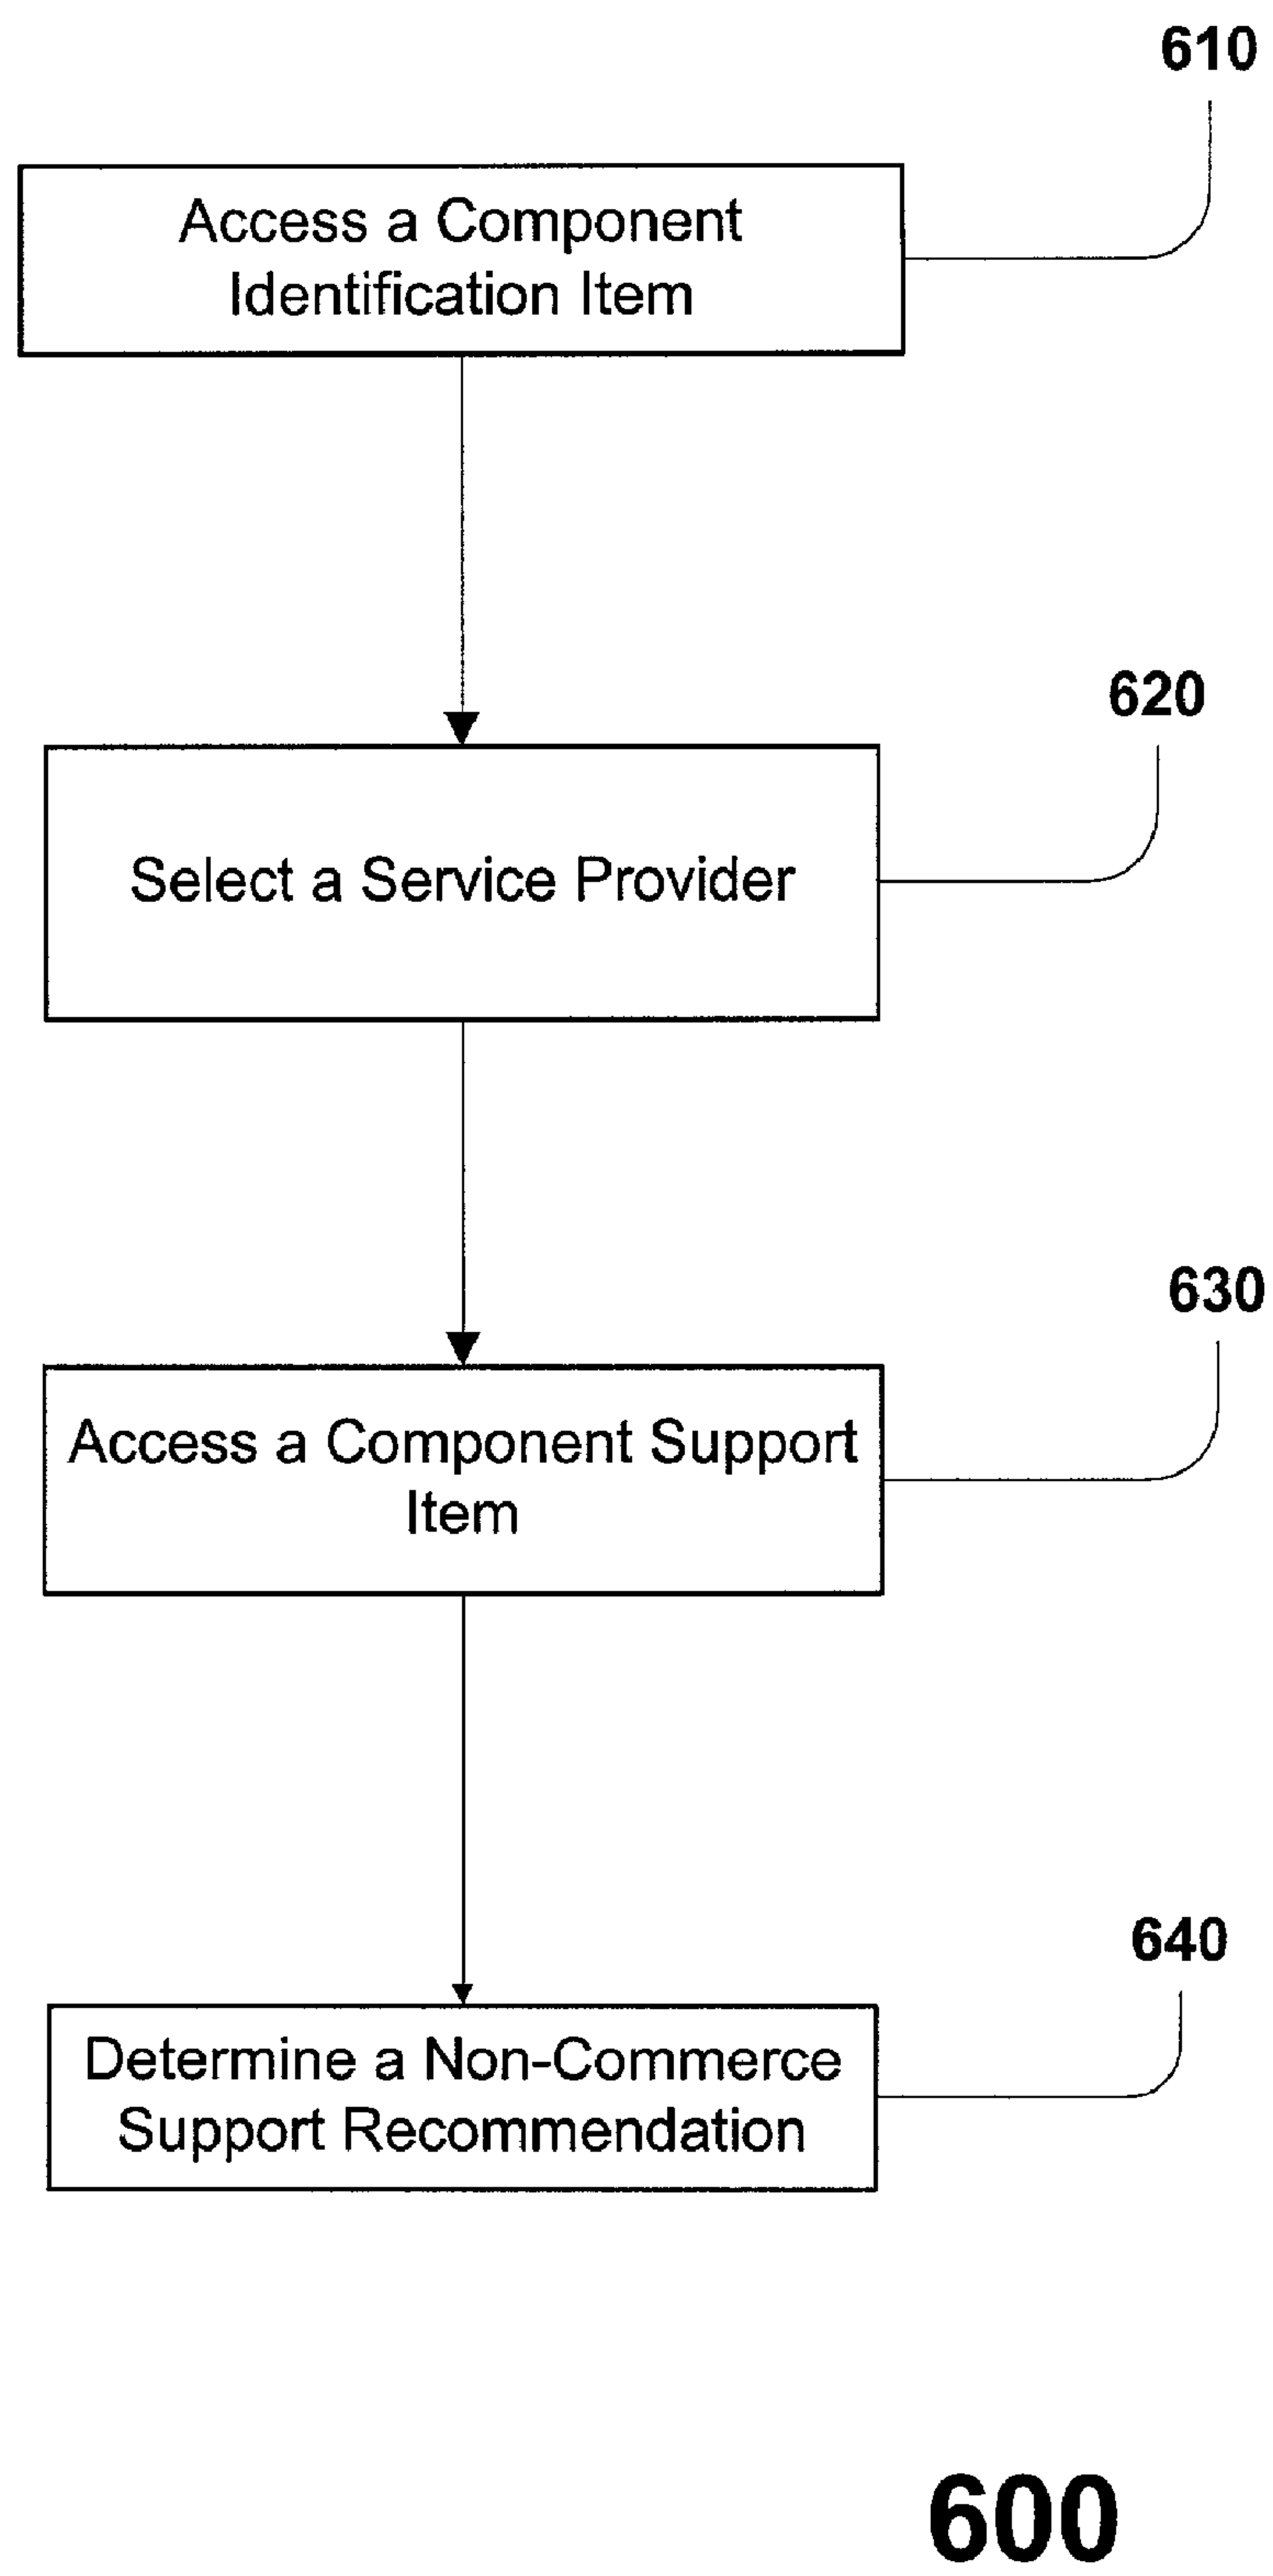 610
Access a Component
Identification Item
620
Select a Service Provider
630
Access a Component Support
Item
640
Determine a Non-Commerce
Support Recommendation
600